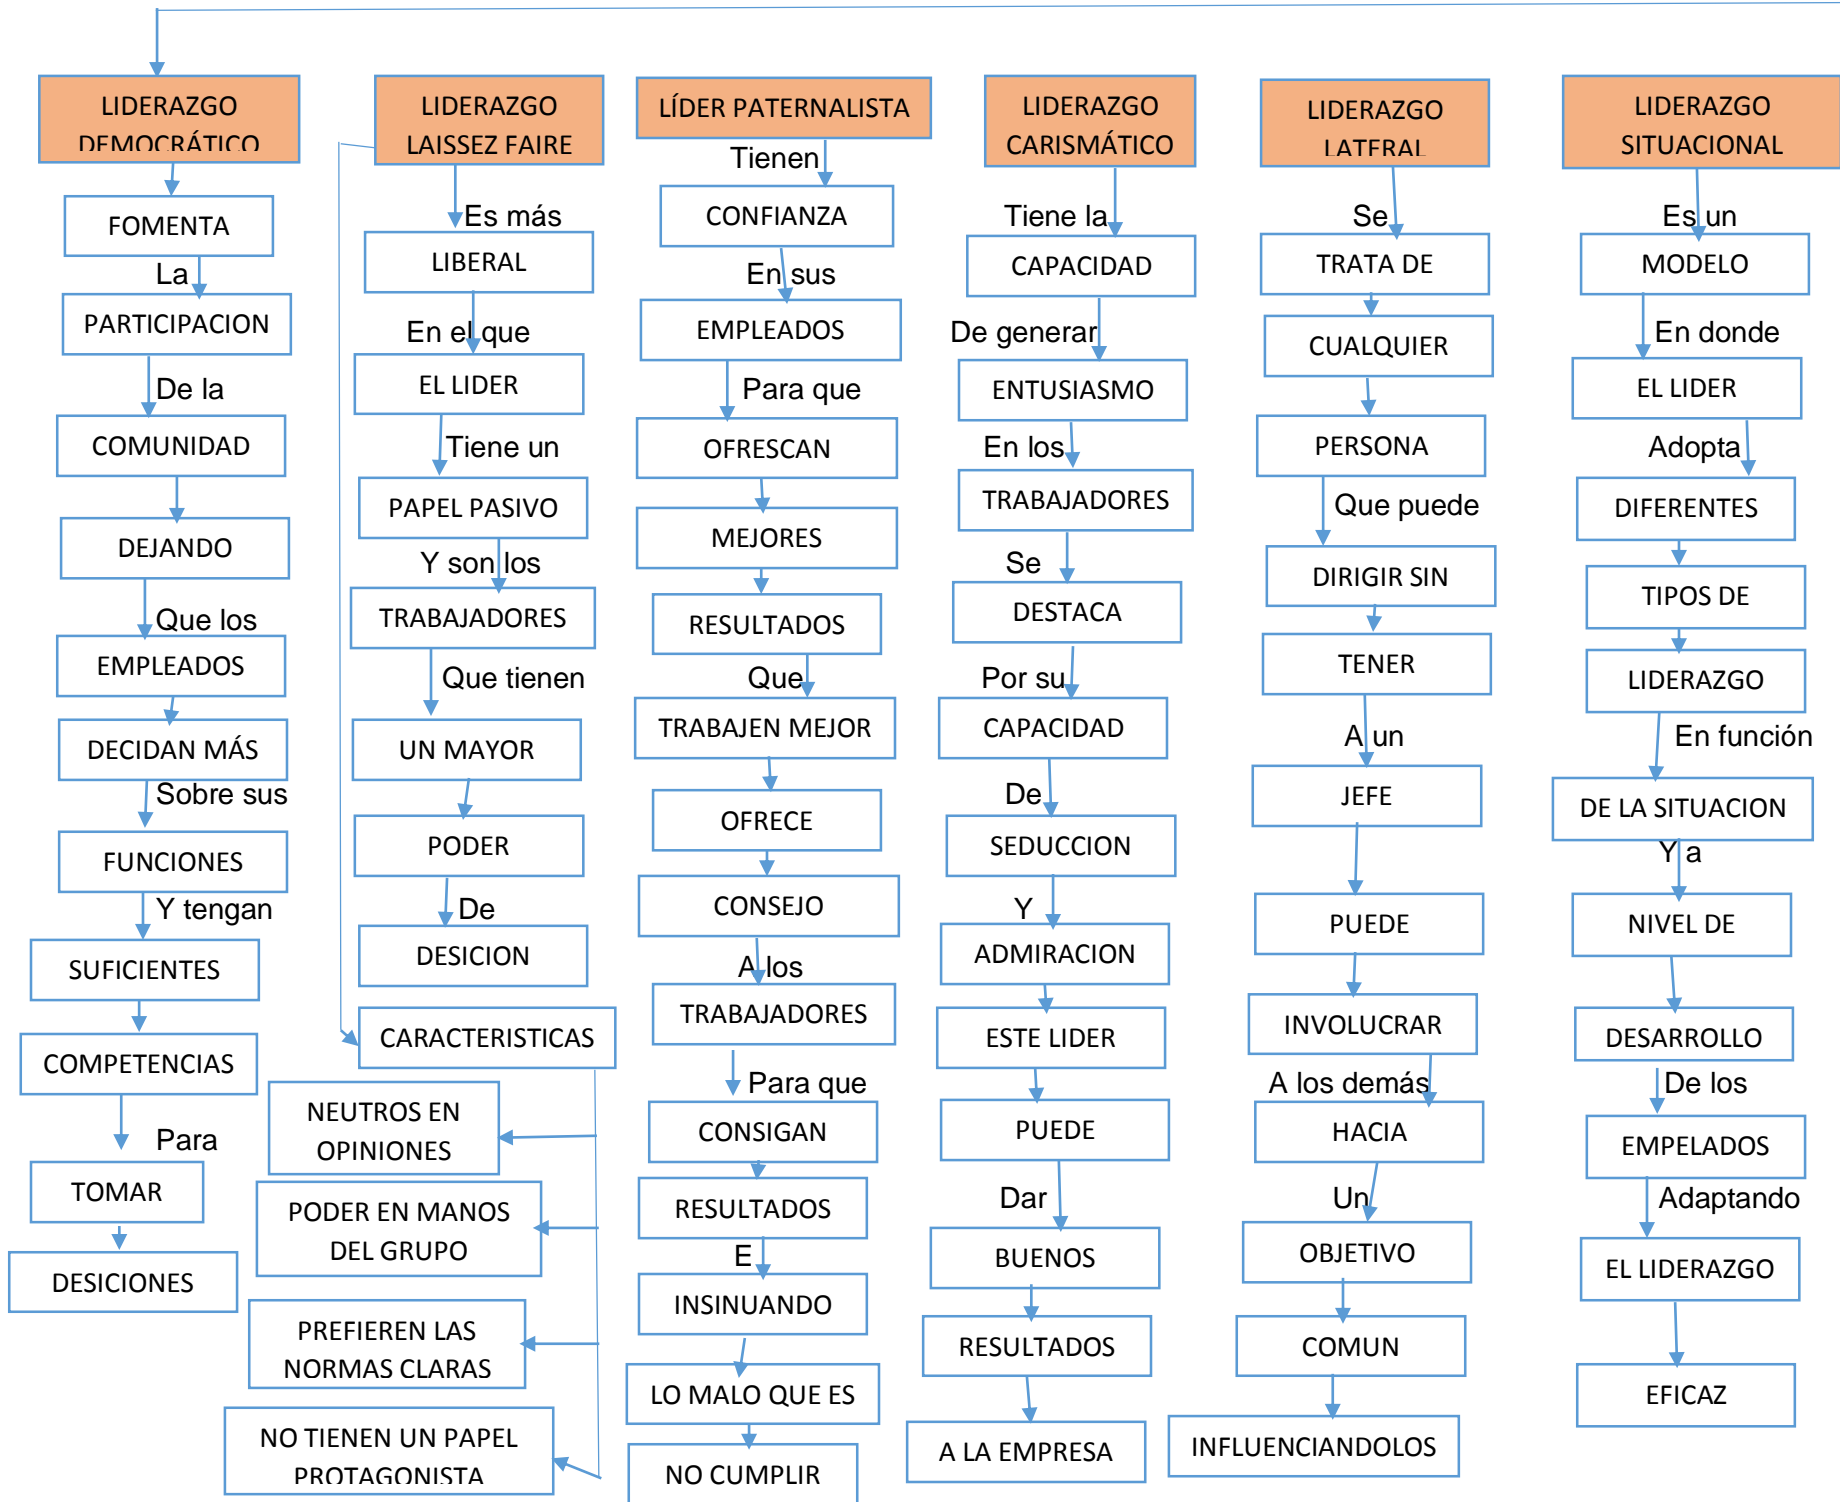 LIDERAZGO
DEMOCRÁTICO
FOMENTA
La
PARTICIPACION
De la
COMUNIDAD
DEJANDO
Que los
EMPLEADOS
DECIDAN MÁS
Sobre sus
FUNCIONES
Y tengan
SUFICIENTES
COMPETENCIAS
Para
TOMAR
DESICIONES
LIDERAZGO
LAISSEZ FAIRE
Es más
LIBERAL
En el que
EL LIDER
Tiene un
PAPEL PASIVO
Y son los
TRABAJADORES
Que tienen
UN MAYOR
PODER
De
DESICION
CARACTERISTICAS
NEUTROS EN
OPINIONES
PODER EN MANOS
DEL GRUPO
PREFIEREN LAS
NORMAS CLARAS
NO TIENEN UN PAPEL
PROTAGONISTA
LÍDER PATERNALISTA
Tienen
CONFIANZA
En sus
EMPLEADOS
Para que
OFRESCAN
MEJORES
RESULTADOS
Que
TRABAJEN MEJOR
OFRECE
CONSEJO
A los
TRABAJADORES
Para que
CONSIGAN
RESULTADOS
E
INSINUANDO
LO MALO QUE ES
NO CUMPLIR
LIDERAZGO
CARISMÁTICO
Tiene la
CAPACIDAD
De generar
ENTUSIASMO
En los
TRABAJADORES
Se
DESTACA
Por su
CAPACIDAD
De
SEDUCCION
Y
ADMIRACION
ESTE LIDER
PUEDE
Dar
BUENOS
RESULTADOS
A LA EMPRESA
LIDERAZGO
LATERAL
Se
TRATA DE
CUALQUIER
PERSONA
Que puede
DIRIGIR SIN
TENER
A un
JEFE
PUEDE
INVOLUCRAR
A los demás
HACIA
Un
OBJETIVO
COMUN
INFLUENCIANDOLOS
LIDERAZGO
SITUACIONAL
Es un
MODELO
En donde
EL LIDER
Adopta
DIFERENTES
TIPOS DE
LIDERAZGO
En función
DE LA SITUACION
Y a
NIVEL DE
DESARROLLO
De los
EMPELADOS
Adaptando
EL LIDERAZGO
EFICAZ